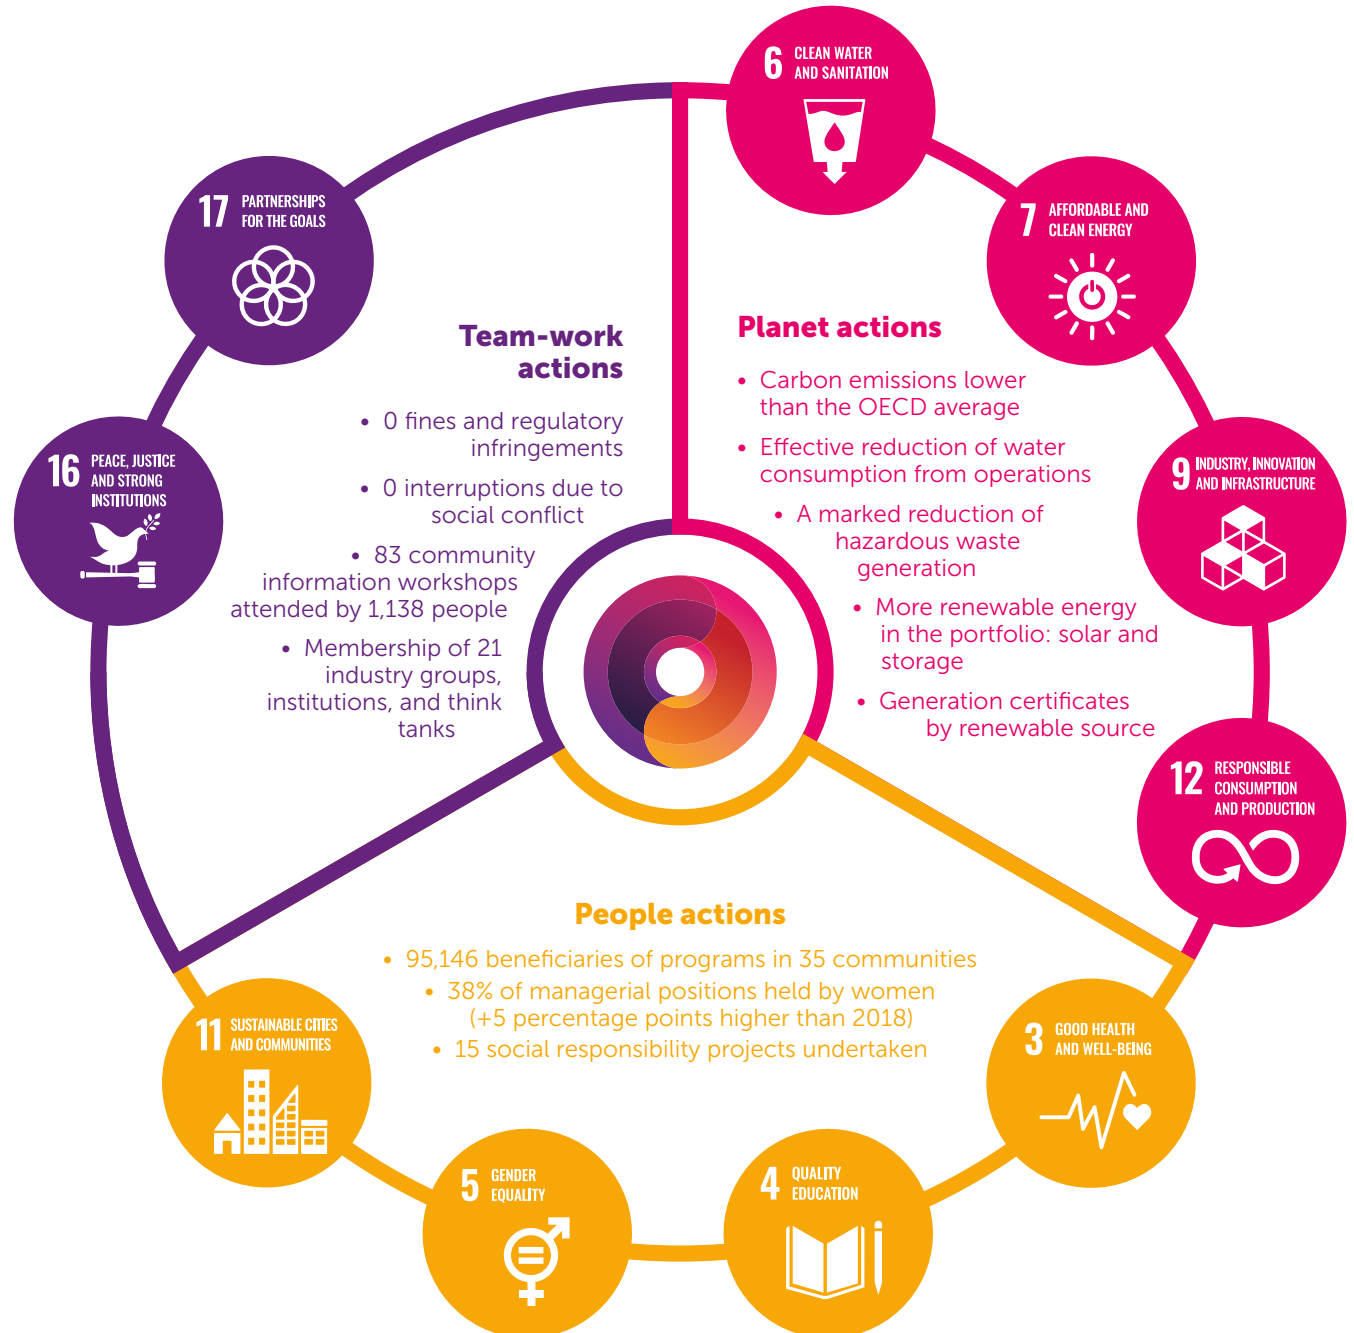 6 CLEAN WATER
AND SANITATION
7 AFFORDABLE AND
CLEAN ENERGY
9 INDUSTRY, INNOVATION
AND INFRASTRUCTURE
12 RESPONSIBLE
CONSUMPTION
AND PRODUCTION
3 GOOD HEALTH
AND WELL-BEING
4 QUALITY
EDUCATION
5 GENDER
EQUALITY
11 SUSTAINABLE CITIES
AND COMMUNITIES
16 PEACE, JUSTICE
AND STRONG
INSTITUTIONS
17 PARTNERSHIPS
FOR THE GOALS
Team-work
actions
• 0 fines and regulatory
infringements
• 0 interruptions due to
social conflict
• 83 community
information workshops
attended by 1,138 people
• Membership of 21
industry groups,
institutions, and think
tanks
Planet actions
• Carbon emissions lower
than the OECD average
• Effective reduction of water
consumption from operations
• A marked reduction of
hazardous waste
generation
• More renewable energy
in the portfolio: solar and
storage
• Generation certificates
by renewable source
People actions
• 95,146 beneficiaries of programs in 35 communities
• 38% of managerial positions held by women
(+5 percentage points higher than 2018)
• 15 social responsibility projects undertaken